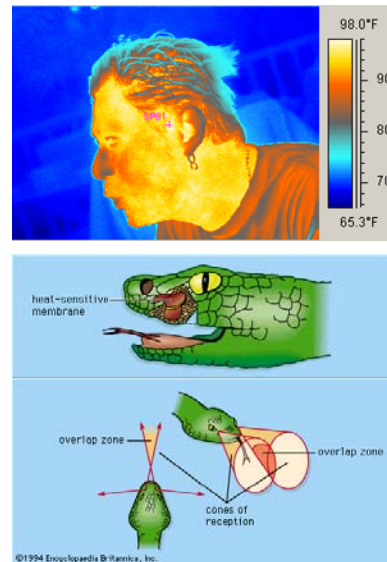 98.0°F
90
SP01
80
70
65.3°F
heat-sensitive
membrane
overlap zone
overlap zone
cones of
reception
©1994 Encyclopaedia Britannica, Inc.